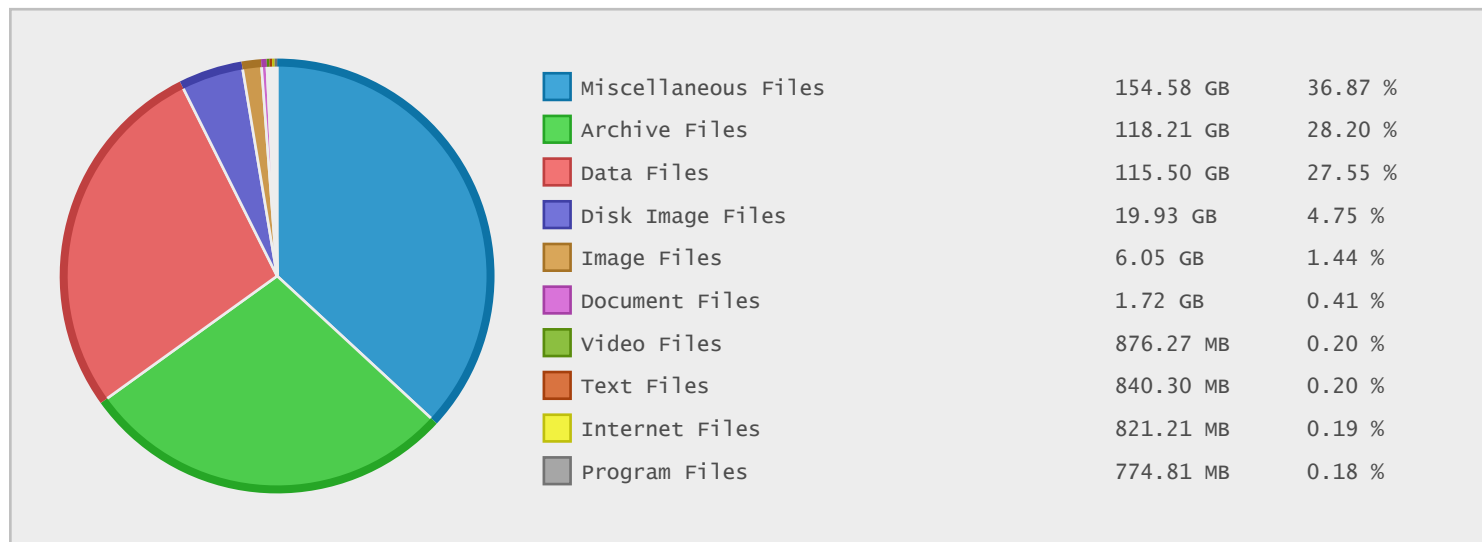 Miscellaneous Files 154.58 GB 36.87 %
Archive Files 118.21 GB 28.20 %
Data Files 115.50 GB 27.55 %
Disk Image Files 19.93 GB 4.75 %
Image Files 6.05 GB 1.44 %
Document Files 1.72 GB 0.41 %
Video Files 876.27 MB 0.20 %
Text Files 840.30 MB 0.20 %
Internet Files 821.21 MB 0.19 %
Program Files 774.81 MB 0.18 %